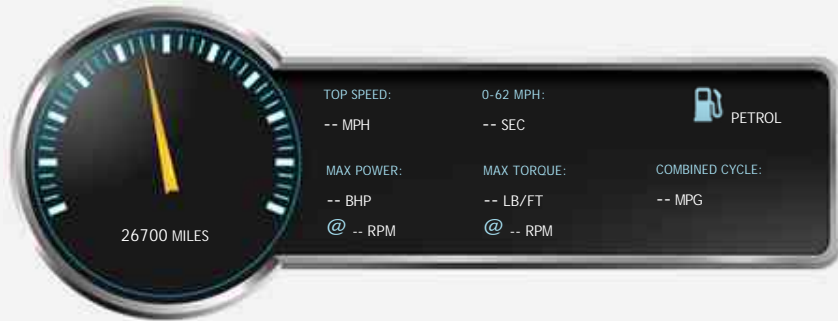 TOP SPEED:
-- MPH
0-62 MPH:
-- SEC
PETROL
MAX POWER:
-- BHP
@ -- RPM
MAX TORQUE:
-- LB/FT
@ -- RPM
COMBINED CYCLE:
-- MPG
26700 MILES